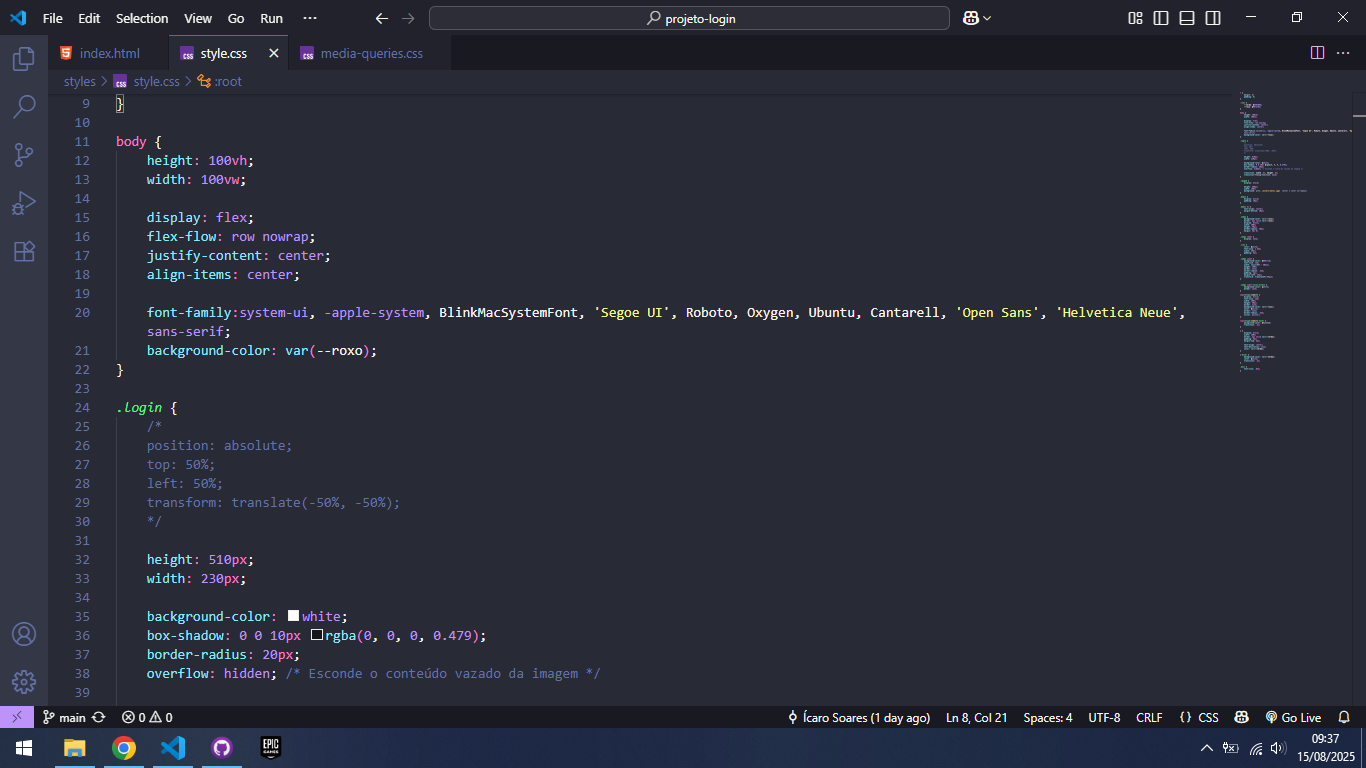 File Edit Selection View Go Run ··· projeto-login
index.html style.css media-queries.css
styles > style.css > :root
9 }
10
11 body {
12 height: 100vh;
13 width: 100vw;
14
15 display: flex;
16 flex-flow: row nowrap;
17 justify-content: center;
18 align-items: center;
19
20 font-family:system-ui, -apple-system, BlinkMacSystemFont, 'Segoe UI', Roboto, Oxygen, Ubuntu, Cantarell, 'Open Sans', 'Helvetica Neue',
sans-serif;
21 background-color: var(--roxo);
22 }
23
24 .login {
25 /*
26 position: absolute;
27 top: 50%;
28 left: 50%;
29 transform: translate(-50%, -50%);
30 */
31
32 height: 510px;
33 width: 230px;
34
35 background-color: white;
36 box-shadow: 0 0 10px rgba(0, 0, 0, 0.479);
37 border-radius: 20px;
38 overflow: hidden; /* Esconde o conteúdo vazado da imagem */
39
main 0 0 Ícaro Soares (1 day ago) Ln 8, Col 21 Spaces: 4 UTF-8 CRLF {} CSS Go Live
EPIC GAMES 09:37
15/08/2025